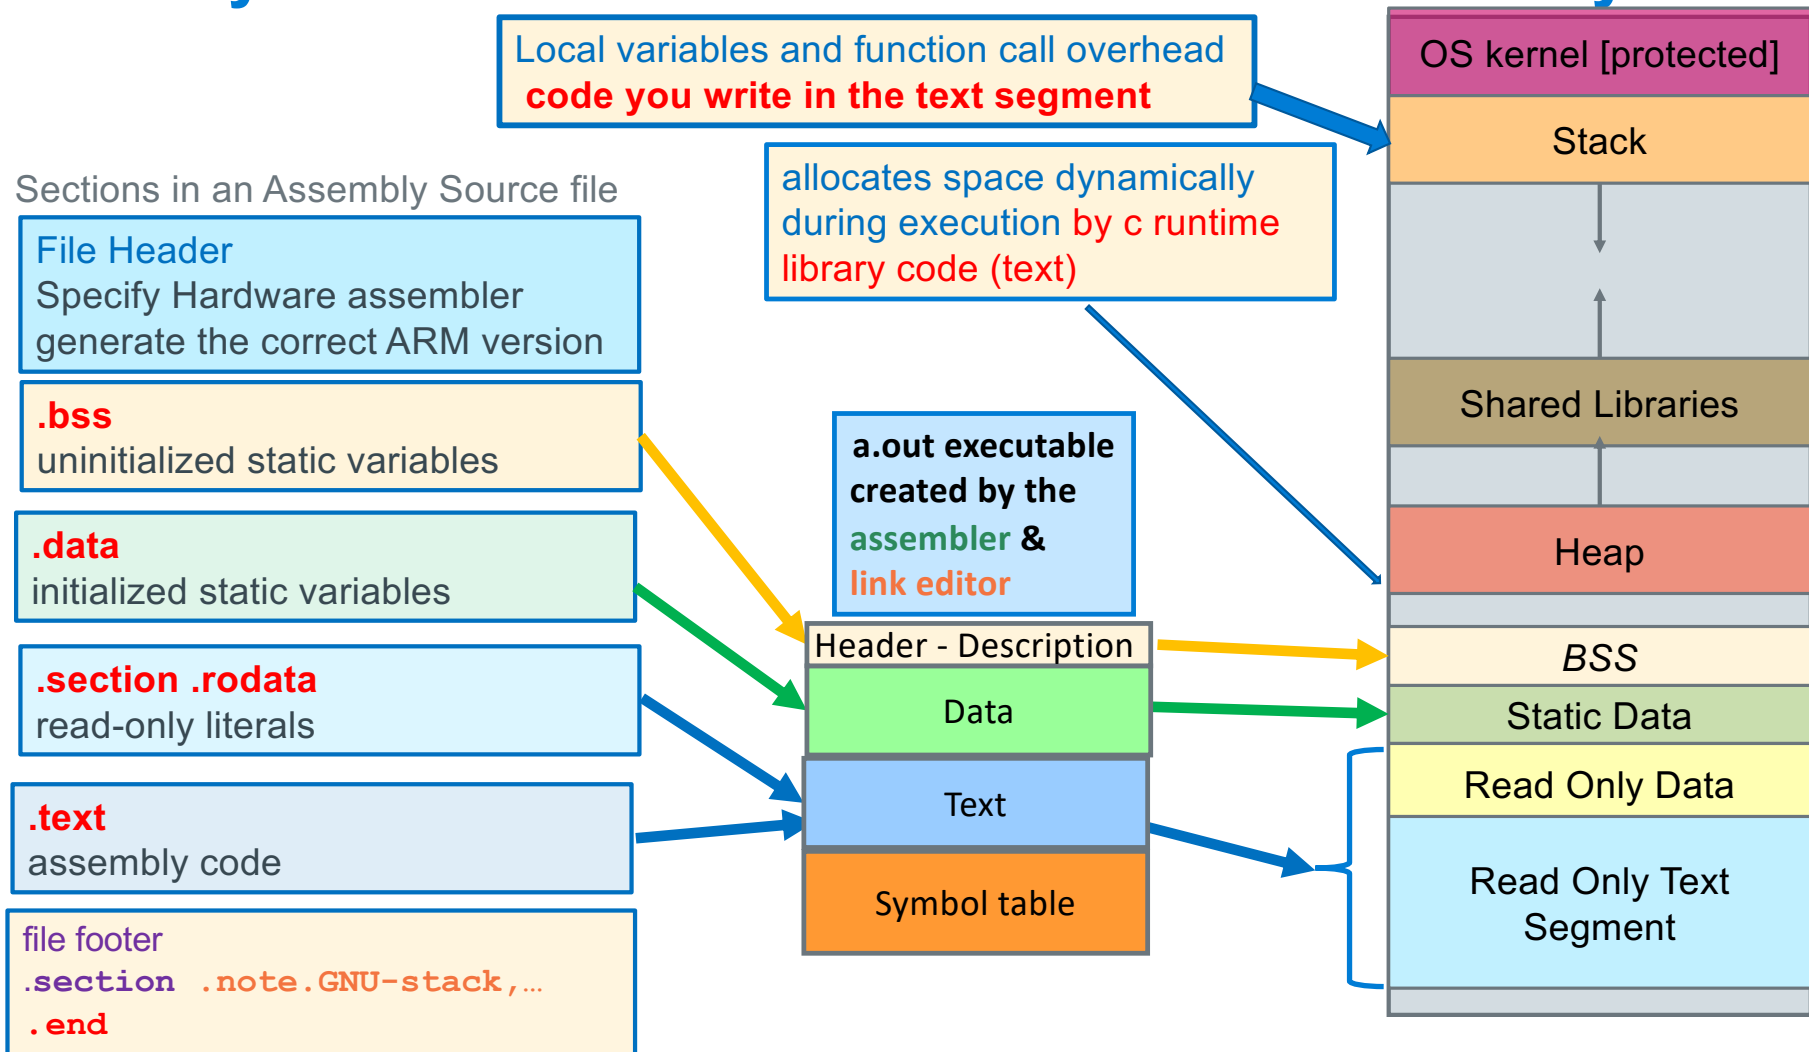 Local variables and function call overhead
code you write in the text segment
OS kernel [protected]
Stack
allocates space dynamically
during execution by c runtime
library code (text)
Sections in an Assembly Source file
File Header
Specify Hardware assembler
generate the correct ARM version
.bss
uninitialized static variables
.data
initialized static variables
.section .rodata
read-only literals
.text
assembly code
file footer
.section .note.GNU-stack,…
.end
a.out executable
created by the
assembler &
link editor
Header - Description
Data
Text
Symbol table
Shared Libraries
Heap
BSS
Static Data
Read Only Data
Read Only Text
Segment